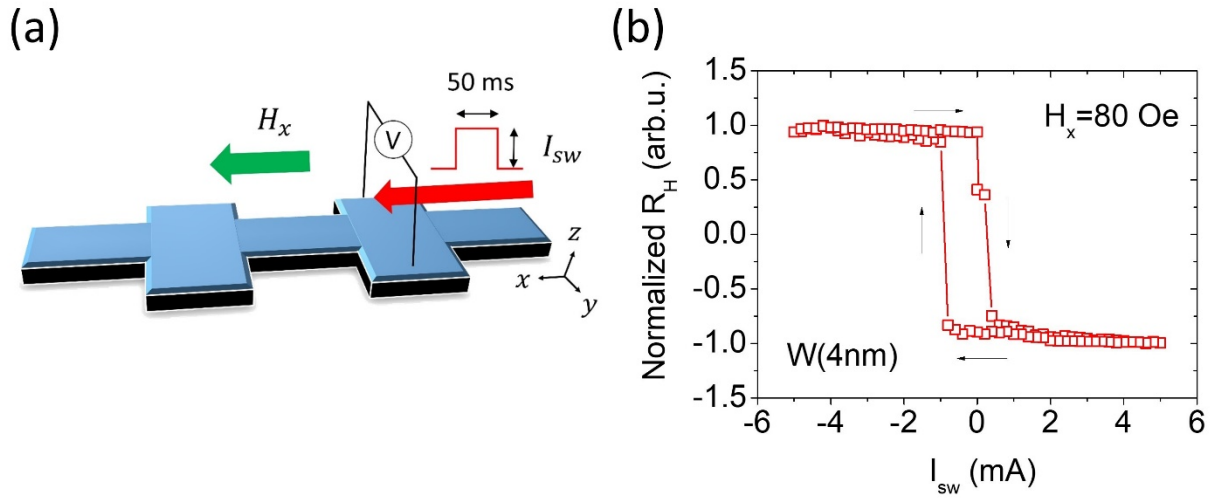 (a)
50 ms
H_x
V
I_sw
z
x
y
(b)
Normalized R_H (arb.u.)
1.5
1.0
0.5
0.0
-0.5
-1.0
-1.5
H_x=80 Oe
W(4nm)
-6 -4 -2 0 2 4 6
I_sw (mA)